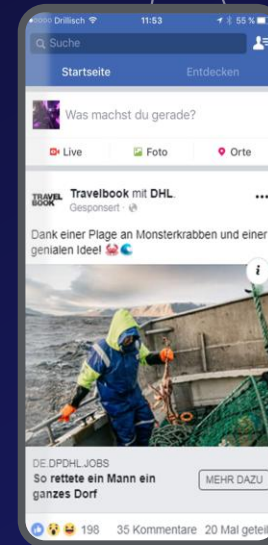 Drillisch 11:53 55 %
Suche
Startseite Entdecken
Was machst du gerade?
Live Foto Orte
TRAVEL
BOOK
Travelbook mit DHL.
Gesponsert ·
Dank einer Plage an Monsterkrabben und einer
genialen Idee!
i
DE.DPDHL.JOBS
So rettete ein Mann ein
ganzes Dorf
MEHR DAZU
198 35 Kommentare 20 Mal geteil